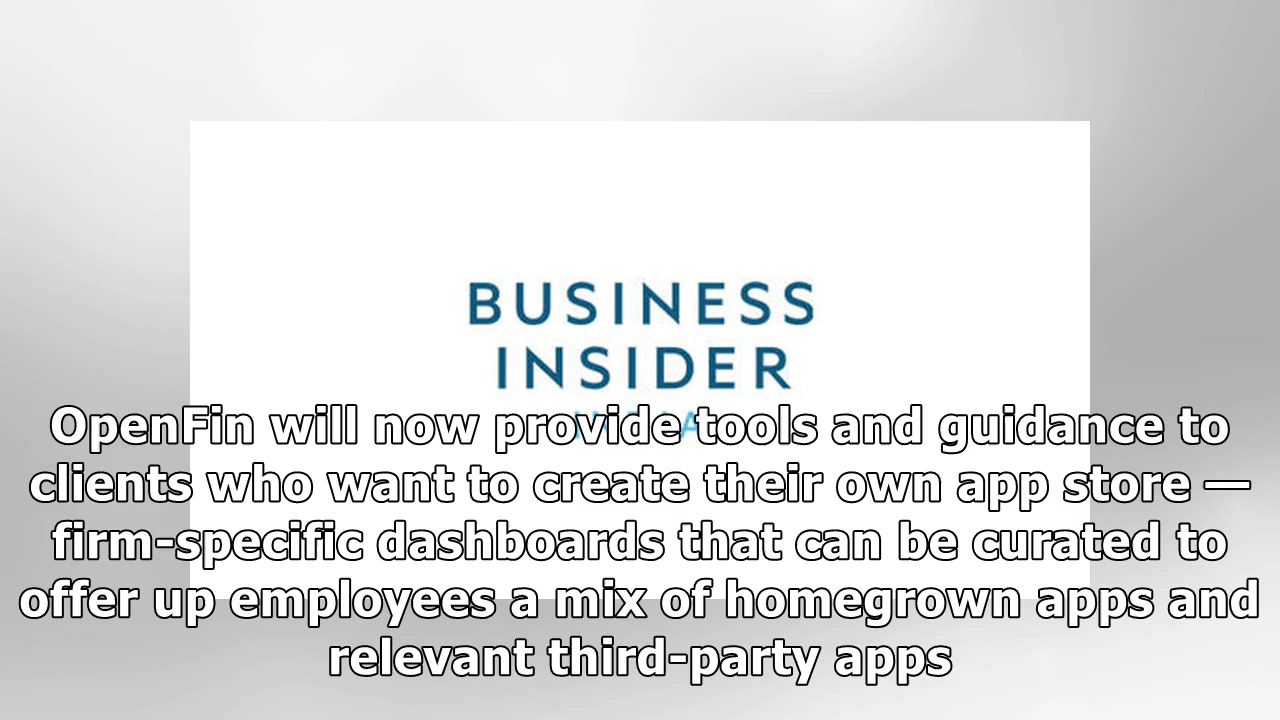 BUSINESS
INSIDER
OpenFin will now provide tools and guidance to
clients who want to create their own app store —
firm-specific dashboards that can be curated to
offer up employees a mix of homegrown apps and
relevant third-party apps